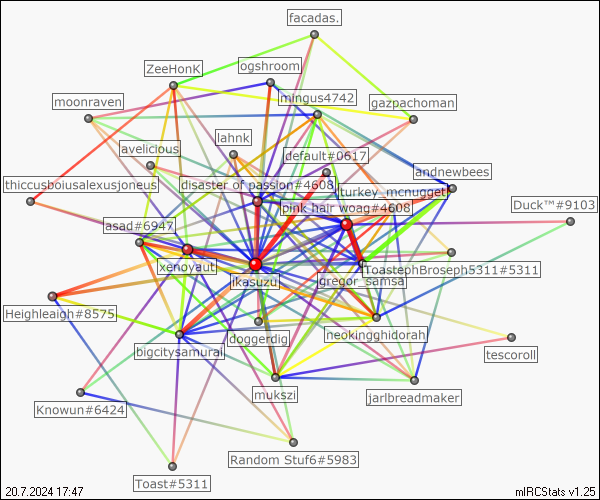 facadas.
ogshroom
ZeeHonK
mingus4742
moonraven
gazpachoman
lahnk
avelicious
default#0617
andnewbees
thiccusboiusalexusjoneus
disaster of passion#4608
turkey_mcnugget
Duck™#9103
pink hair woag#4608
asad#6947
xenoyaut
ToastephBroseph5311#5311
ikasuzu
gregor_samsa
Heighleaigh#8575
doggerdig
neokingghidorah
bigcitysamurai
tescoroll
mukszi
jarlbreadmaker
Knowun#6424
Random Stuf6#5983
Toast#5311
20.7.2024 17:47
mIRCStats v1.25